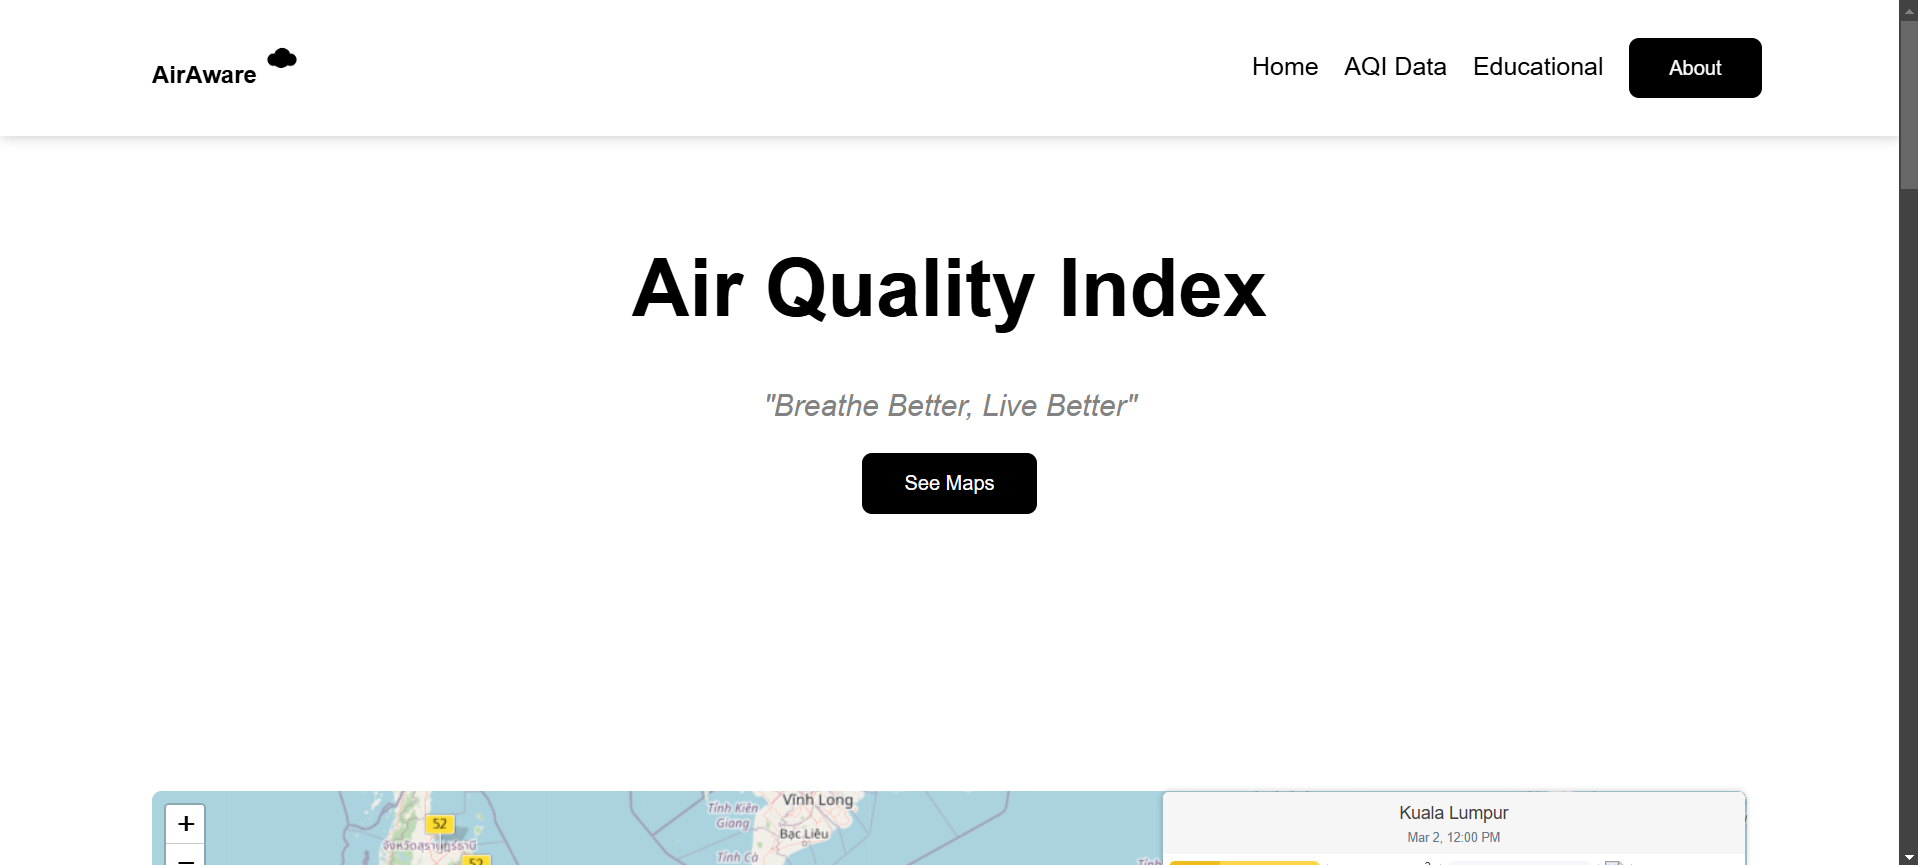 AirAware
Home
AQI Data
Educational
About
Air Quality Index
"Breathe Better, Live Better"
See Maps
+
−
Vĩnh Long
Tỉnh Kiên
Giang
Bạc Liêu
Tỉnh Cà
52
จังหวัดสุราษฎร์ธานี
52
Kuala Lumpur
Mar 2, 12:00 PM